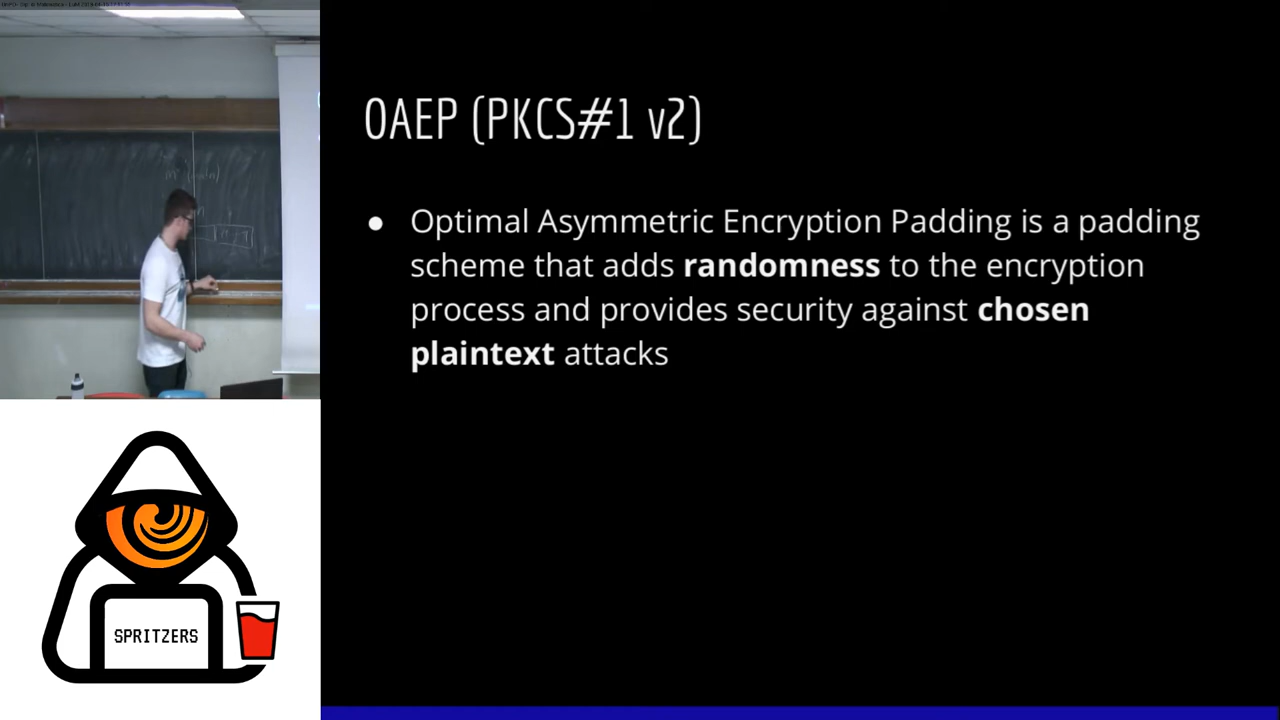 OAEP (PKCS#1 v2)
● Optimal Asymmetric Encryption Padding is a padding
scheme that adds randomness to the encryption
process and provides security against chosen
plaintext attacks
SPRITZERS